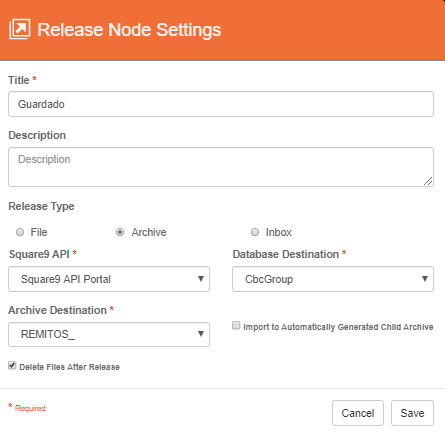 Release Node Settings
Title *
Guardado
Description
Description
Release Type
File Archive Inbox
Square9 API * Database Destination *
Square9 API Portal CbcGroup
Archive Destination *
REMITOS_ Import to Automatically Generated Child Archive
Delete Files After Release
* Required
Cancel Save